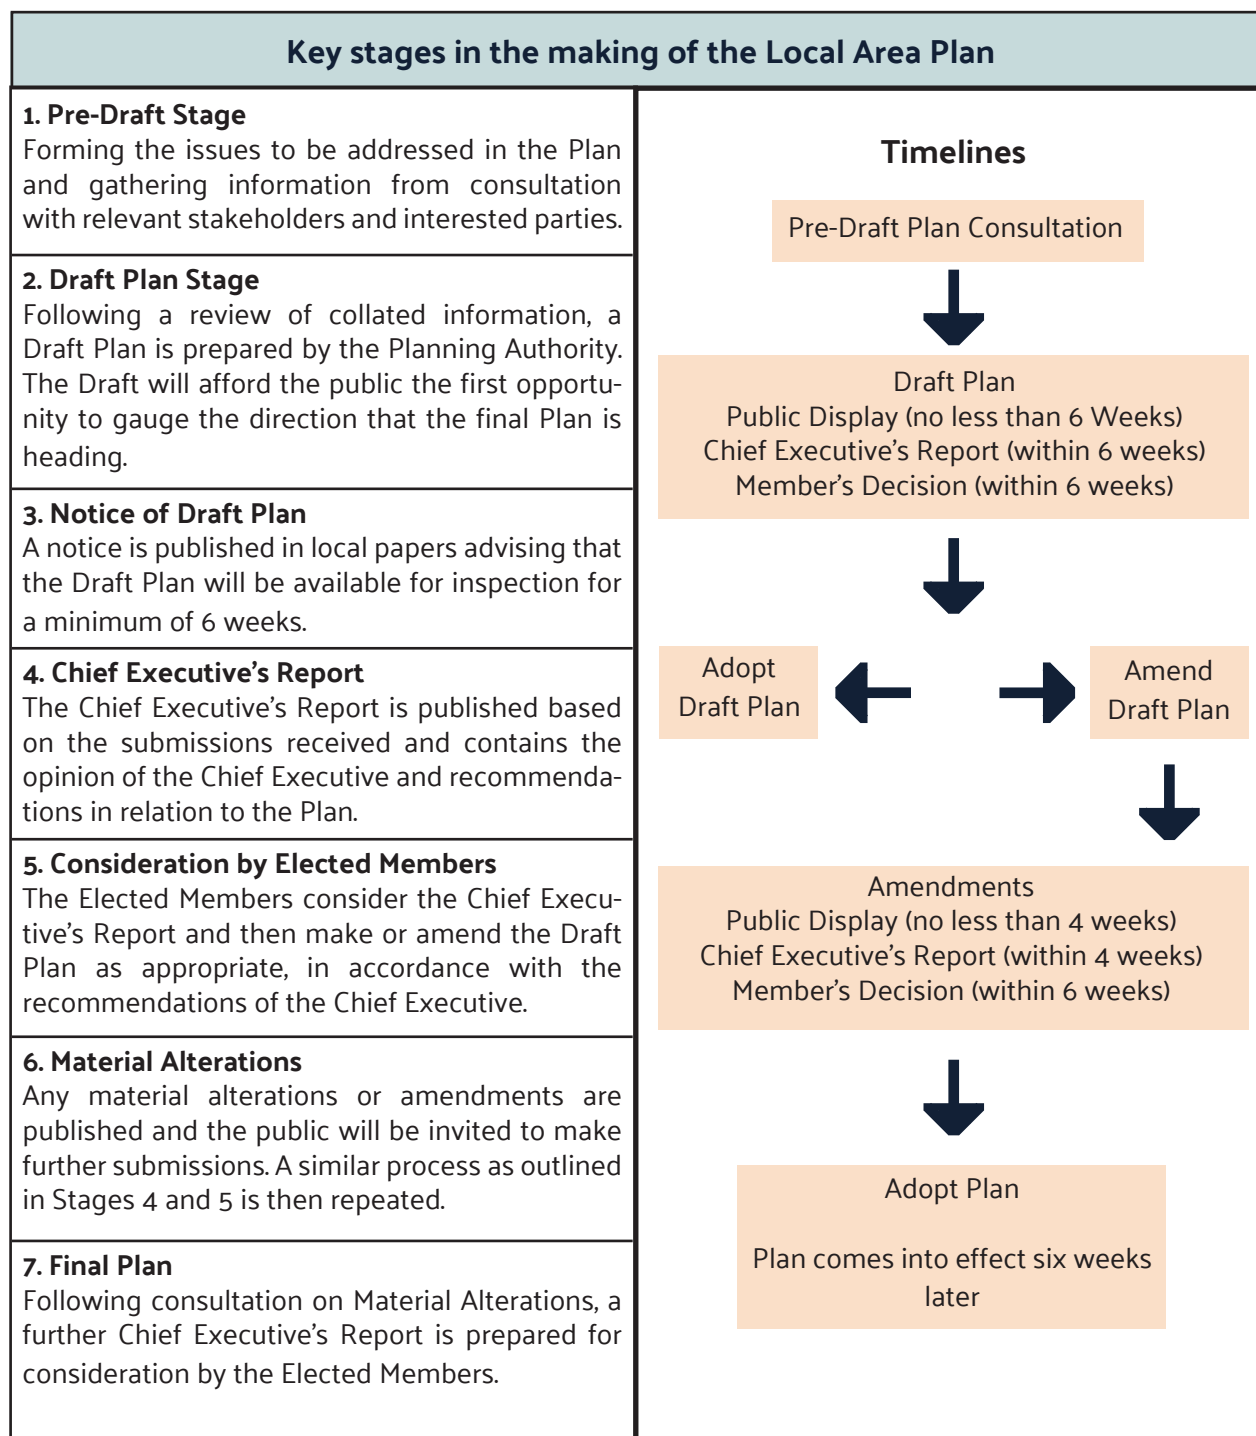 Key stages in the making of the Local Area Plan
1. Pre-Draft Stage
Forming the issues to be addressed in the Plan
and gathering information from consultation
with relevant stakeholders and interested parties.
2. Draft Plan Stage
Following a review of collated information, a
Draft Plan is prepared by the Planning Authority.
The Draft will afford the public the first opportu-
nity to gauge the direction that the final Plan is
heading.
3. Notice of Draft Plan
A notice is published in local papers advising that
the Draft Plan will be available for inspection for
a minimum of 6 weeks.
4. Chief Executive’s Report
The Chief Executive’s Report is published based
on the submissions received and contains the
opinion of the Chief Executive and recommenda-
tions in relation to the Plan.
5. Consideration by Elected Members
The Elected Members consider the Chief Execu-
tive’s Report and then make or amend the Draft
Plan as appropriate, in accordance with the
recommendations of the Chief Executive.
6. Material Alterations
Any material alterations or amendments are
published and the public will be invited to make
further submissions. A similar process as outlined
in Stages 4 and 5 is then repeated.
7. Final Plan
Following consultation on Material Alterations, a
further Chief Executive’s Report is prepared for
consideration by the Elected Members.
Timelines
Pre-Draft Plan Consultation
Draft Plan
Public Display (no less than 6 Weeks)
Chief Executive’s Report (within 6 weeks)
Member’s Decision (within 6 weeks)
Adopt
Draft Plan
Amend
Draft Plan
Amendments
Public Display (no less than 4 weeks)
Chief Executive’s Report (within 4 weeks)
Member’s Decision (within 6 weeks)
Adopt Plan
Plan comes into effect six weeks
later